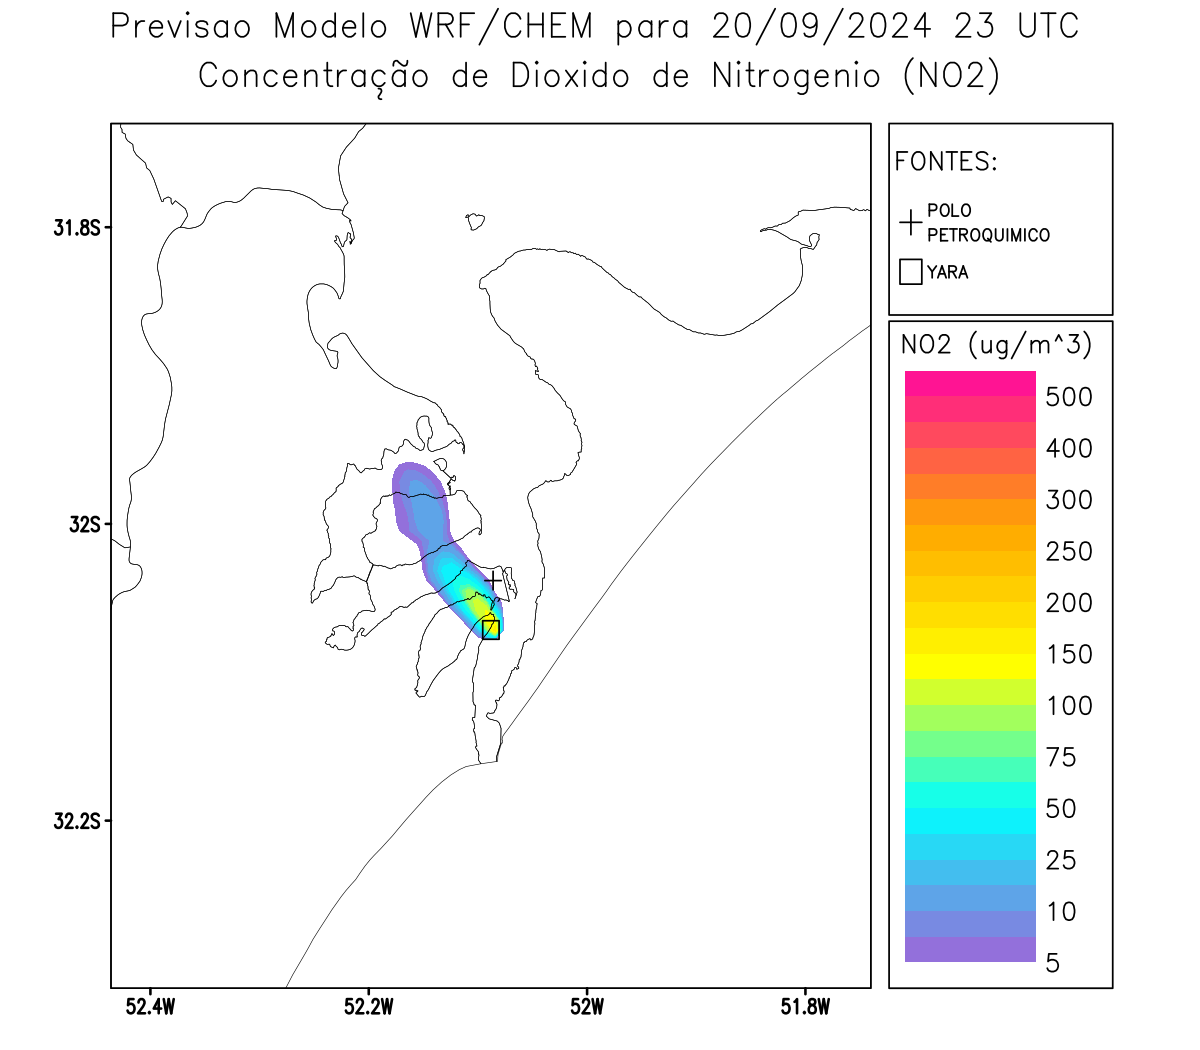 Previsao Modelo WRF/CHEM para 20/09/2024 23 UTC
Concentração de Dioxido de Nitrogenio (NO2)
FONTES:
POLO
PETROQUIMICO
YARA
31.8S
32S
32.2S
52.4W
52.2W
52W
51.8W
NO2 (ug/m^3)
500
400
300
250
200
150
100
75
50
25
10
5